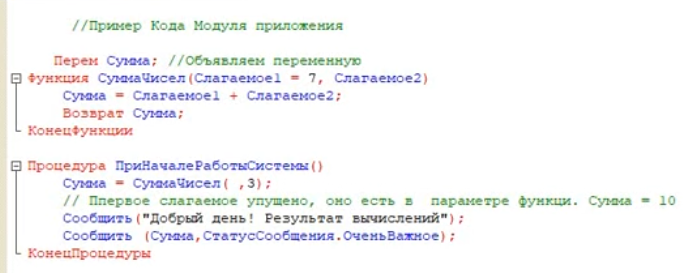 //Пример Кода Модуля приложения
Перем Сумма; //Объявляем переменную
Функция СуммаЧисел(Слагаемое1 = 7, Слагаемое2)
Сумма = Слагаемое1 + Слагаемое2;
Возврат Сумма;
КонецФункции
Процедура ПриНачалеРаботыСистемы()
Сумма = СуммаЧисел( ,3);
// Ппервое слагаемое упущено, оно есть в параметре функци. Сумма = 10
Сообщить("Добрый день! Результат вычислений");
Сообщить (Сумма,СтатусСообщения.ОченьВажное);
КонецПроцедуры